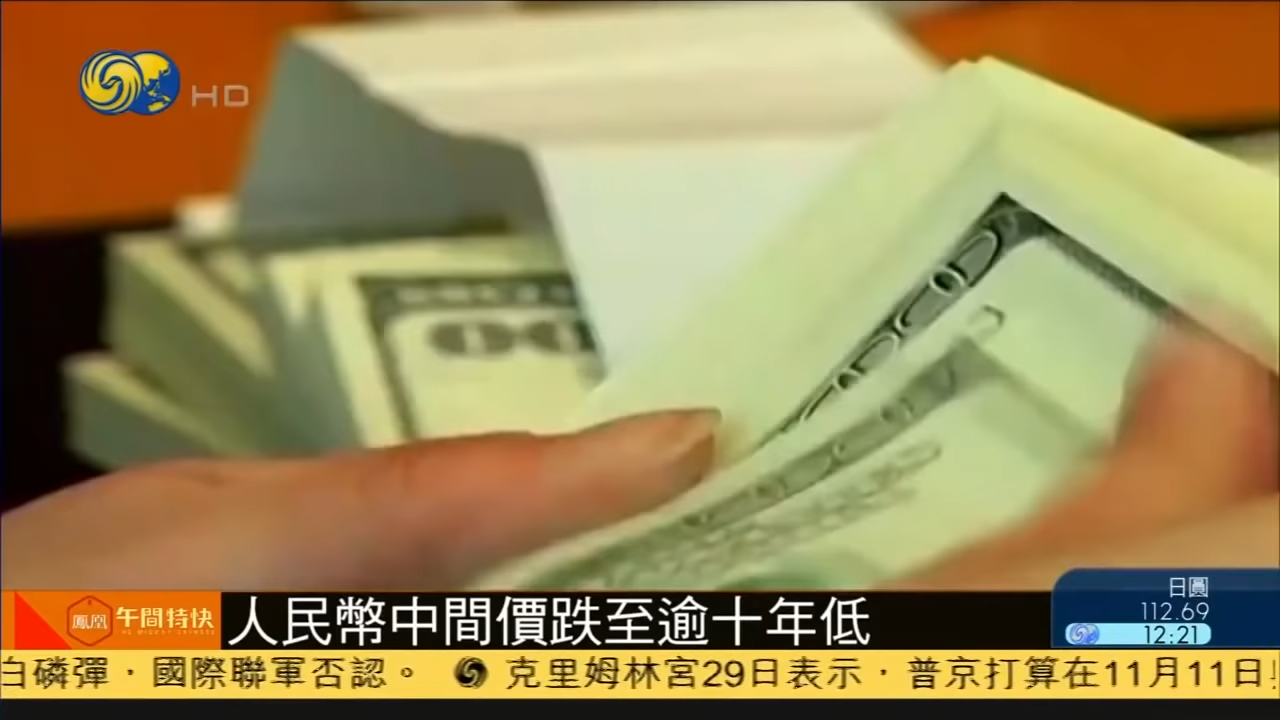 HD
00
日圓
112.69
12:21
鳳凰 午間特快
人民幣中間價跌至逾十年低
白磷彈，國際聯軍否認。 克里姆林宮29日表示，普京打算在11月11日